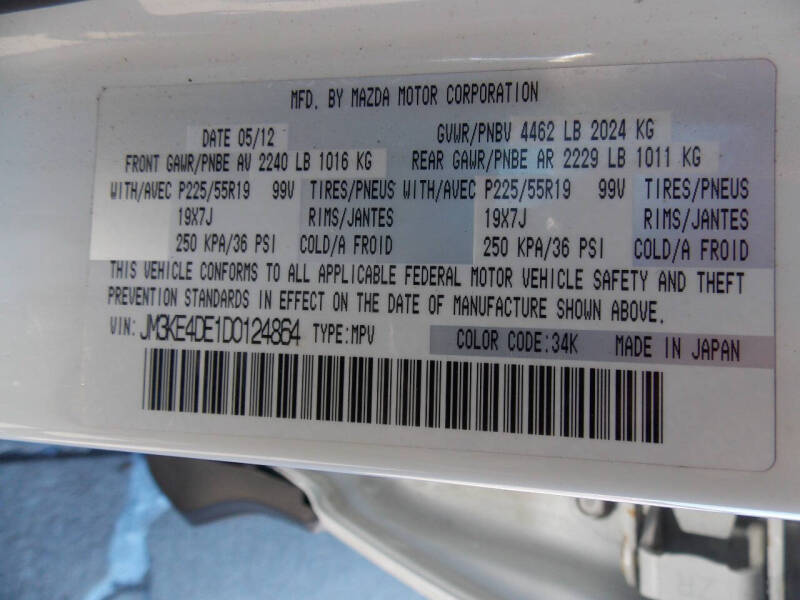 MFD. BY MAZDA MOTOR CORPORATION
DATE 05/12 GVWR/PNBV 4462 LB 2024 KG
FRONT GAWR/PNBE AV 2240 LB 1016 KG REAR GAWR/PNBE AR 2229 LB 1011 KG
WITH/AVEC P225/55R19 99V TIRES/PNEUS WITH/AVEC P225/55R19 99V TIRES/PNEUS
19X7J RIMS/JANTES 19X7J RIMS/JANTES
250 KPA/36 PSI COLD/A FROID 250 KPA/36 PSI COLD/A FROID
THIS VEHICLE CONFORMS TO ALL APPLICABLE FEDERAL MOTOR VEHICLE SAFETY AND THEFT
PREVENTION STANDARDS IN EFFECT ON THE DATE OF MANUFACTURE SHOWN ABOVE.
VIN: JM3KE4DE1D0124864 TYPE:MPV COLOR CODE:34K MADE IN JAPAN